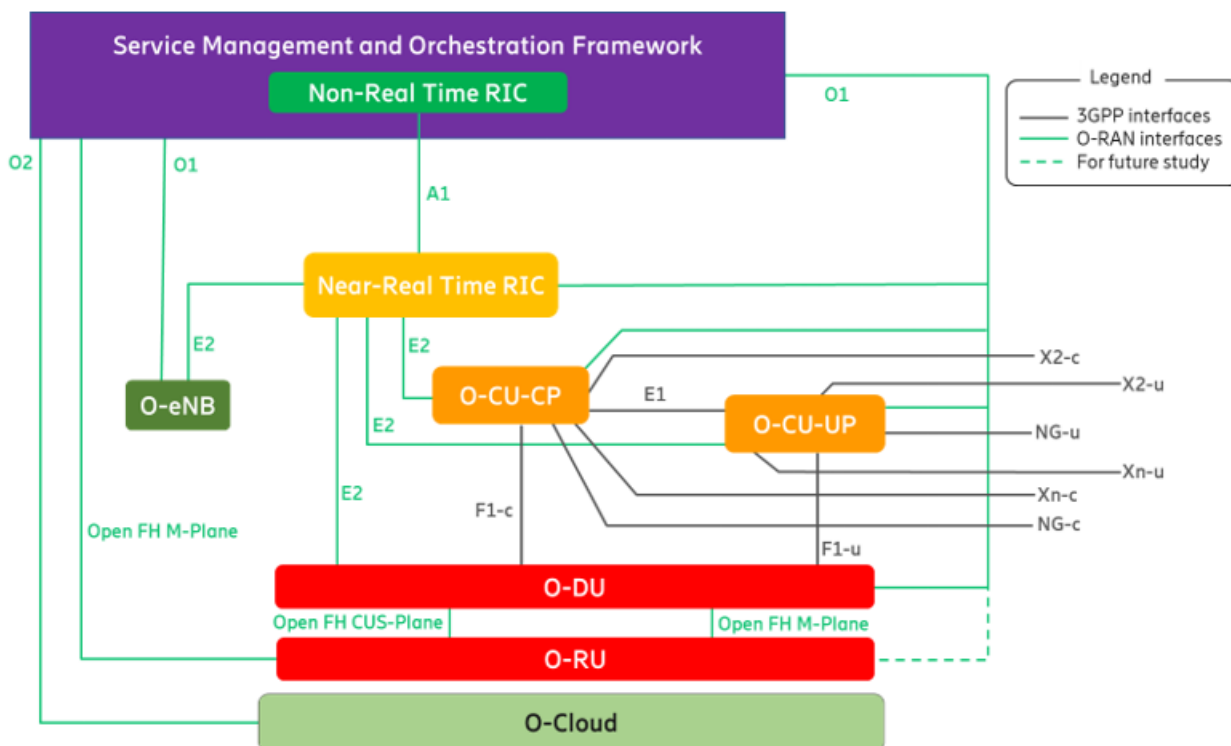 Service Management and Orchestration Framework
Non-Real Time RIC
Legend
3GPP interfaces
O-RAN interfaces
For future study
O1
O2
O1
A1
Near-Real Time RIC
E2
E2
O-eNB
O-CU-CP
E1
O-CU-UP
X2-c
X2-u
NG-u
Xn-u
Xn-c
NG-c
E2
E2
F1-c
F1-u
Open FH M-Plane
O-DU
Open FH CUS-Plane
Open FH M-Plane
O-RU
O-Cloud